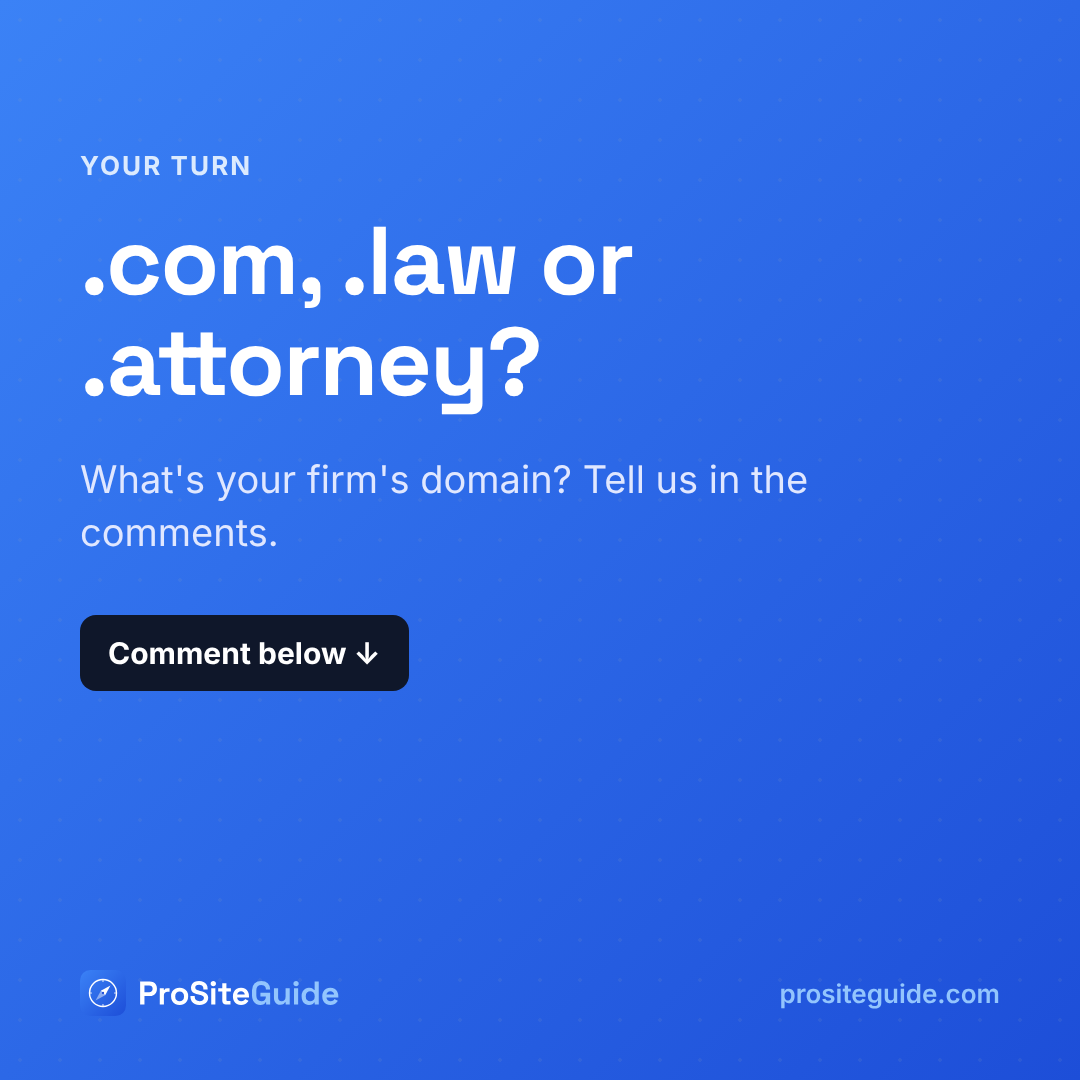 YOUR TURN
.com, .law or
.attorney?
What's your firm's domain? Tell us in the
comments.
Comment below ↓
ProSiteGuide
prositeguide.com